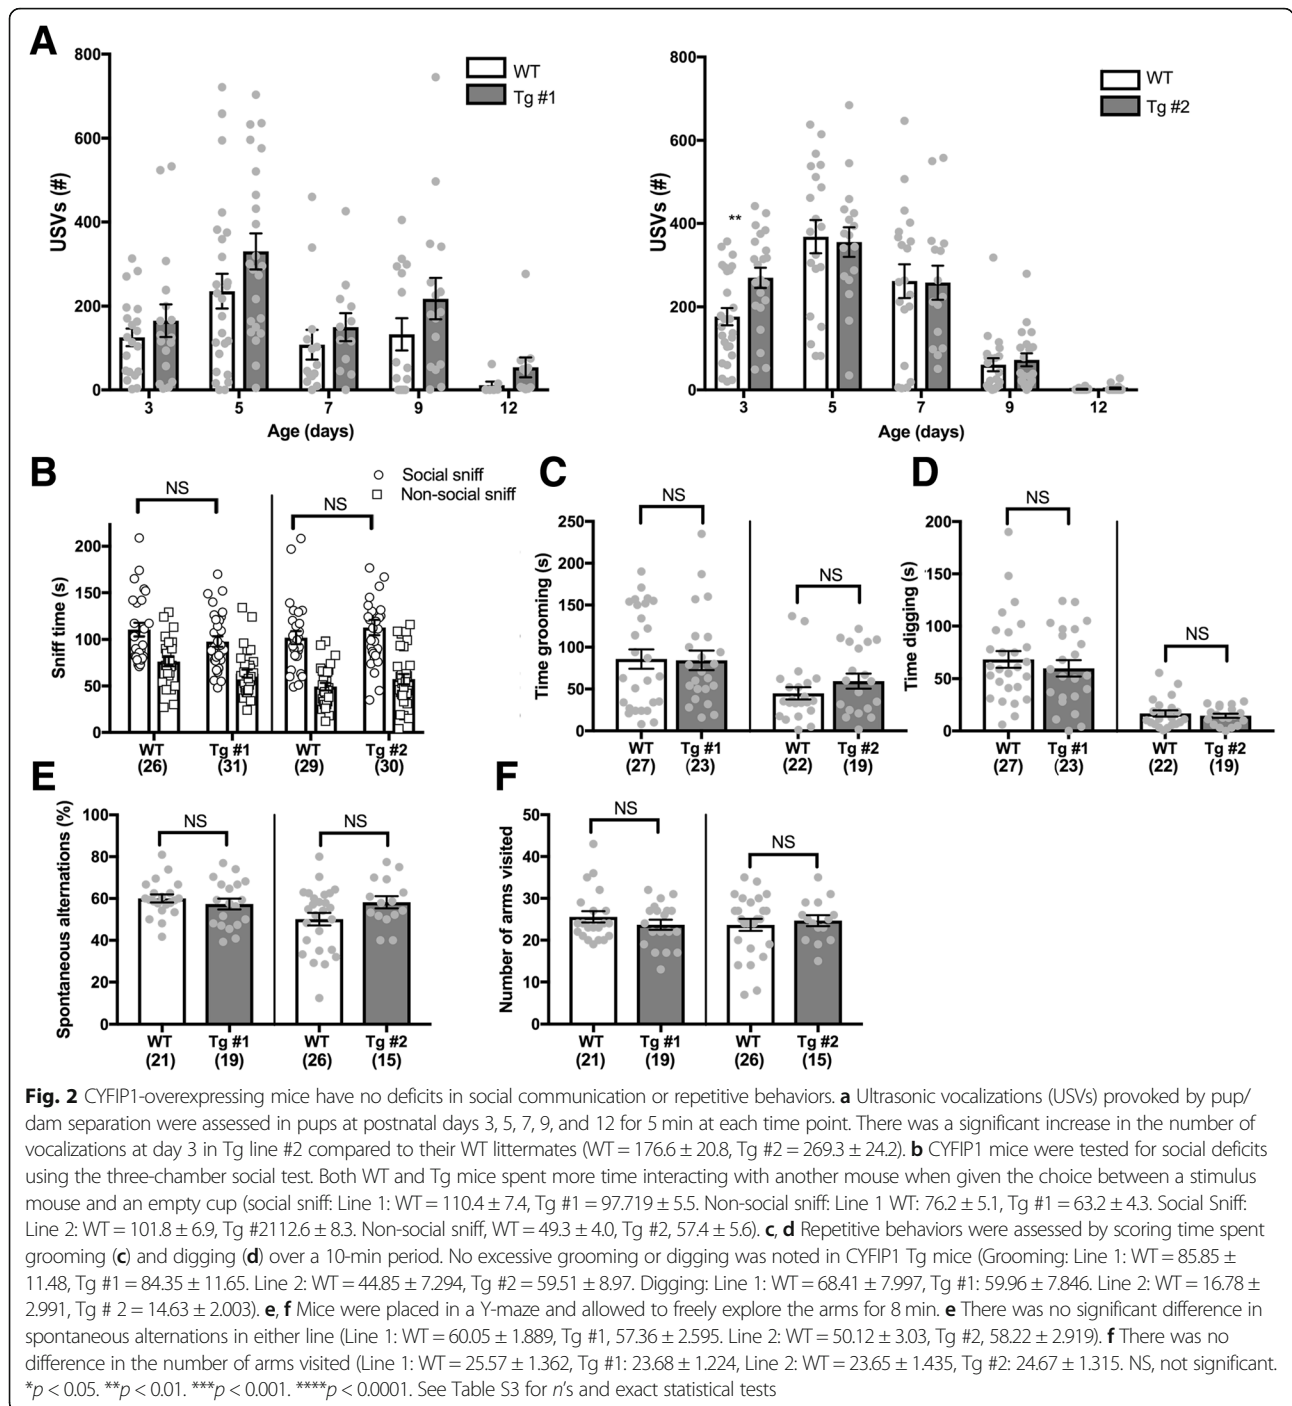 A
800
600
400
200
0
USVs (#)
WT
Tg #1
3 5 7 9 12
Age (days)
800
600
400
200
0
USVs (#)
WT
Tg #2
**
3 5 7 9 12
Age (days)
B
Social sniff
Non-social sniff
NS
NS
200
150
100
50
0
Sniff time (s)
WT Tg #1 WT Tg #2
(26) (31) (29) (30)
C
NS
NS
250
200
150
100
50
0
Time grooming (s)
WT Tg #1 WT Tg #2
(27) (23) (22) (19)
D
NS
NS
200
150
100
50
0
Time digging (s)
WT Tg #1 WT Tg #2
(27) (23) (22) (19)
E
NS
NS
100
80
60
40
20
0
Spontaneous alternations (%)
WT Tg #1 WT Tg #2
(21) (19) (26) (15)
F
NS
NS
50
40
30
20
10
0
Number of arms visited
WT Tg #1 WT Tg #2
(21) (19) (26) (15)
Fig. 2 CYFIP1-overexpressing mice have no deficits in social communication or repetitive behaviors. a Ultrasonic vocalizations (USVs) provoked by pup/
dam separation were assessed in pups at postnatal days 3, 5, 7, 9, and 12 for 5 min at each time point. There was a significant increase in the number of
vocalizations at day 3 in Tg line #2 compared to their WT littermates (WT = 176.6 ± 20.8, Tg #2 = 269.3 ± 24.2). b CYFIP1 mice were tested for social deficits
using the three-chamber social test. Both WT and Tg mice spent more time interacting with another mouse when given the choice between a stimulus
mouse and an empty cup (social sniff: Line 1: WT = 110.4 ± 7.4, Tg #1 = 97.719 ± 5.5. Non-social sniff: Line 1 WT: 76.2 ± 5.1, Tg #1 = 63.2 ± 4.3. Social Sniff:
Line 2: WT = 101.8 ± 6.9, Tg #2112.6 ± 8.3. Non-social sniff, WT = 49.3 ± 4.0, Tg #2, 57.4 ± 5.6). c, d Repetitive behaviors were assessed by scoring time spent
grooming (c) and digging (d) over a 10-min period. No excessive grooming or digging was noted in CYFIP1 Tg mice (Grooming: Line 1: WT = 85.85 ±
11.48, Tg #1 = 84.35 ± 11.65. Line 2: WT = 44.85 ± 7.294, Tg #2 = 59.51 ± 8.97. Digging: Line 1: WT = 68.41 ± 7.997, Tg #1: 59.96 ± 7.846. Line 2: WT = 16.78 ±
2.991, Tg # 2 = 14.63 ± 2.003). e, f Mice were placed in a Y-maze and allowed to freely explore the arms for 8 min. e There was no significant difference in
spontaneous alternations in either line (Line 1: WT = 60.05 ± 1.889, Tg #1, 57.36 ± 2.595. Line 2: WT = 50.12 ± 3.03, Tg #2, 58.22 ± 2.919). f There was no
difference in the number of arms visited (Line 1: WT = 25.57 ± 1.362, Tg #1: 23.68 ± 1.224, Line 2: WT = 23.65 ± 1.435, Tg #2: 24.67 ± 1.315. NS, not significant.
*p < 0.05. **p < 0.01. ***p < 0.001. ****p < 0.0001. See Table S3 for n's and exact statistical tests